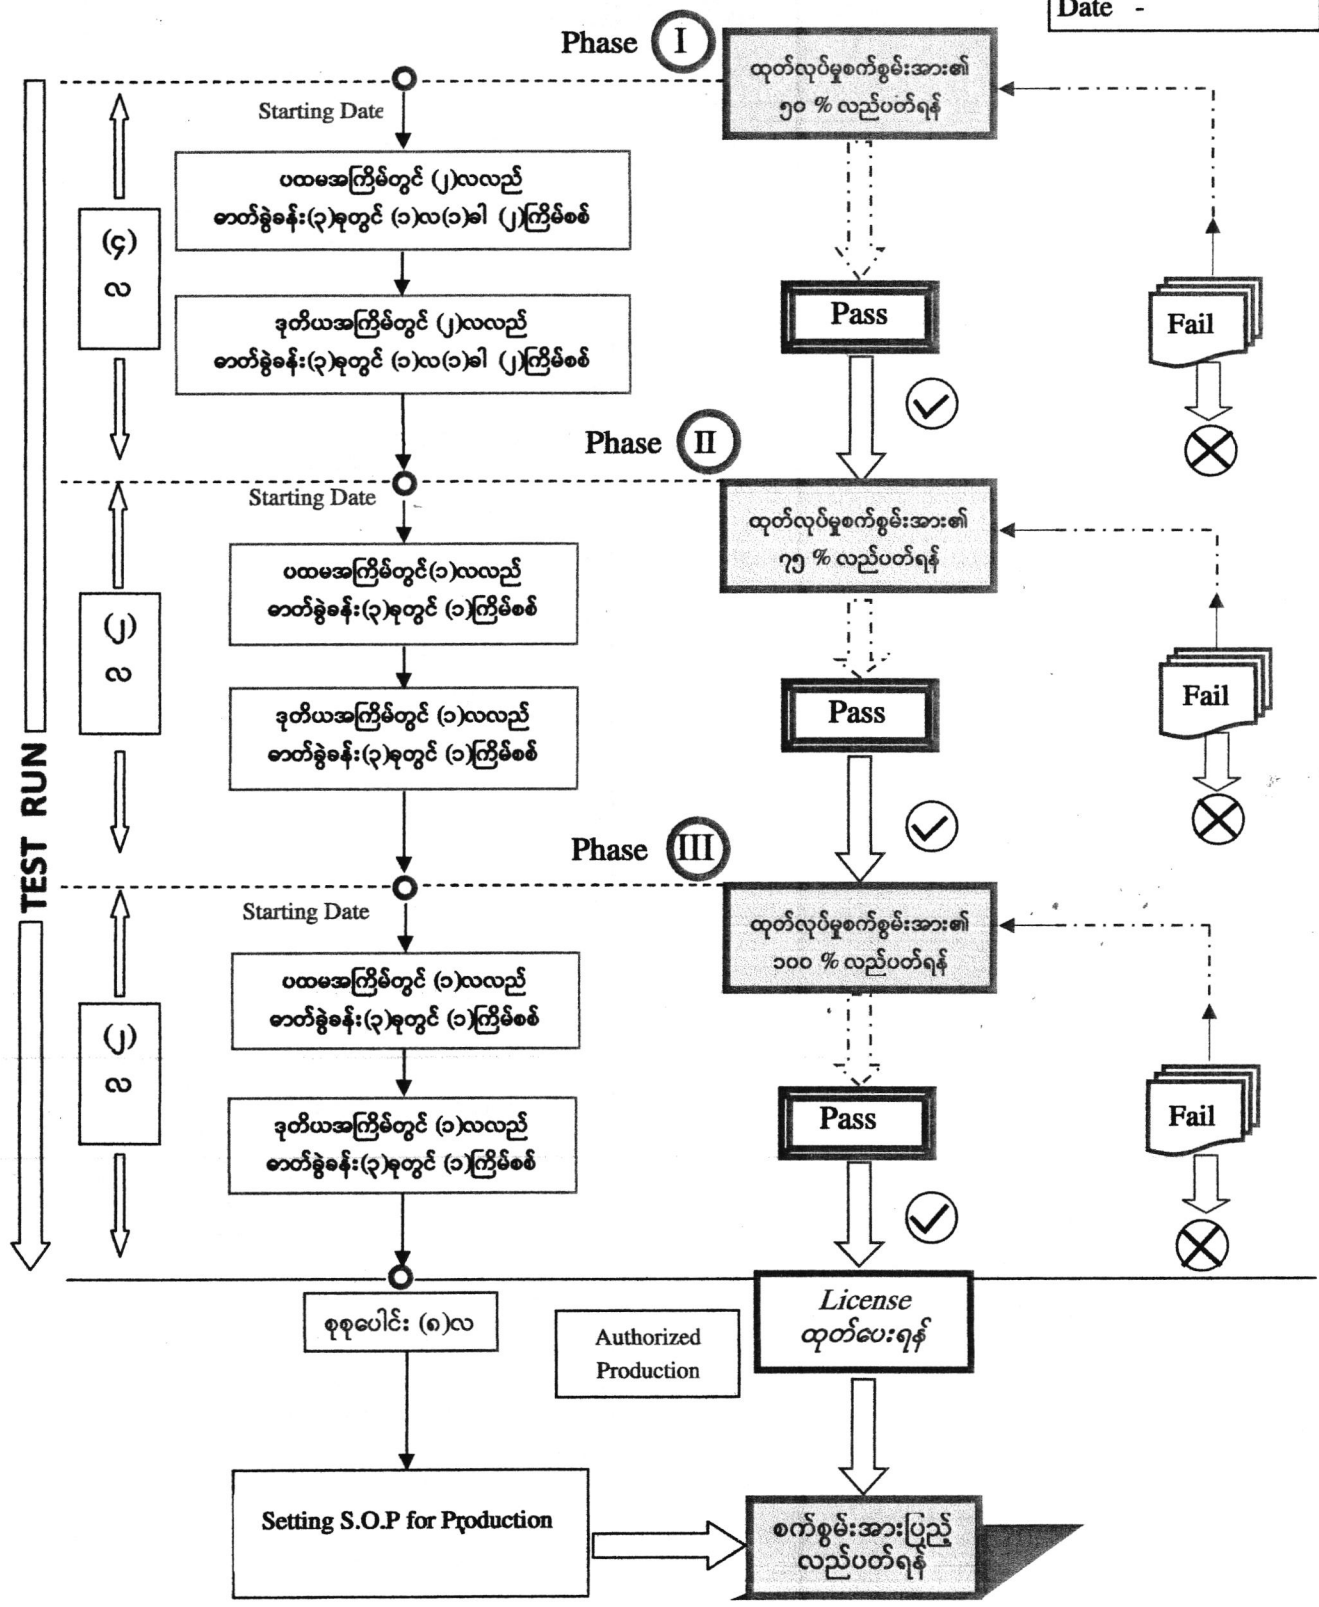 Date -
Phase I
ထုတ်လုပ်မှုစက်စွမ်းအား၏
၅၀ % လည်ပတ်ရန်
Starting Date
ပထမအကြိမ်တွင် (၂)လလည်
ဓာတ်ခွဲခန်း(၃)ခုတွင် (၁)လ(၁)ခါ (၂)ကြိမ်စစ်
(၄)
လ
ဒုတိယအကြိမ်တွင် (၂)လလည်
ဓာတ်ခွဲခန်း(၃)ခုတွင် (၁)လ(၁)ခါ (၂)ကြိမ်စစ်
Pass
Fail
Phase II
Starting Date
ထုတ်လုပ်မှုစက်စွမ်းအား၏
၇၅ % လည်ပတ်ရန်
ပထမအကြိမ်တွင်(၁)လလည်
ဓာတ်ခွဲခန်း(၃)ခုတွင် (၁)ကြိမ်စစ်
(၂)
လ
ဒုတိယအကြိမ်တွင် (၁)လလည်
ဓာတ်ခွဲခန်း(၃)ခုတွင် (၁)ကြိမ်စစ်
Pass
Fail
TEST RUN
Phase III
Starting Date
ထုတ်လုပ်မှုစက်စွမ်းအား၏
၁၀၀ % လည်ပတ်ရန်
ပထမအကြိမ်တွင် (၁)လလည်
ဓာတ်ခွဲခန်း(၃)ခုတွင် (၁)ကြိမ်စစ်
(၂)
လ
ဒုတိယအကြိမ်တွင် (၁)လလည်
ဓာတ်ခွဲခန်း(၃)ခုတွင် (၁)ကြိမ်စစ်
Pass
Fail
စုစုပေါင်း (၈)လ
Authorized
Production
License
ထုတ်ပေးရန်
Setting S.O.P for Production
စက်စွမ်းအားပြည့်
လည်ပတ်ရန်